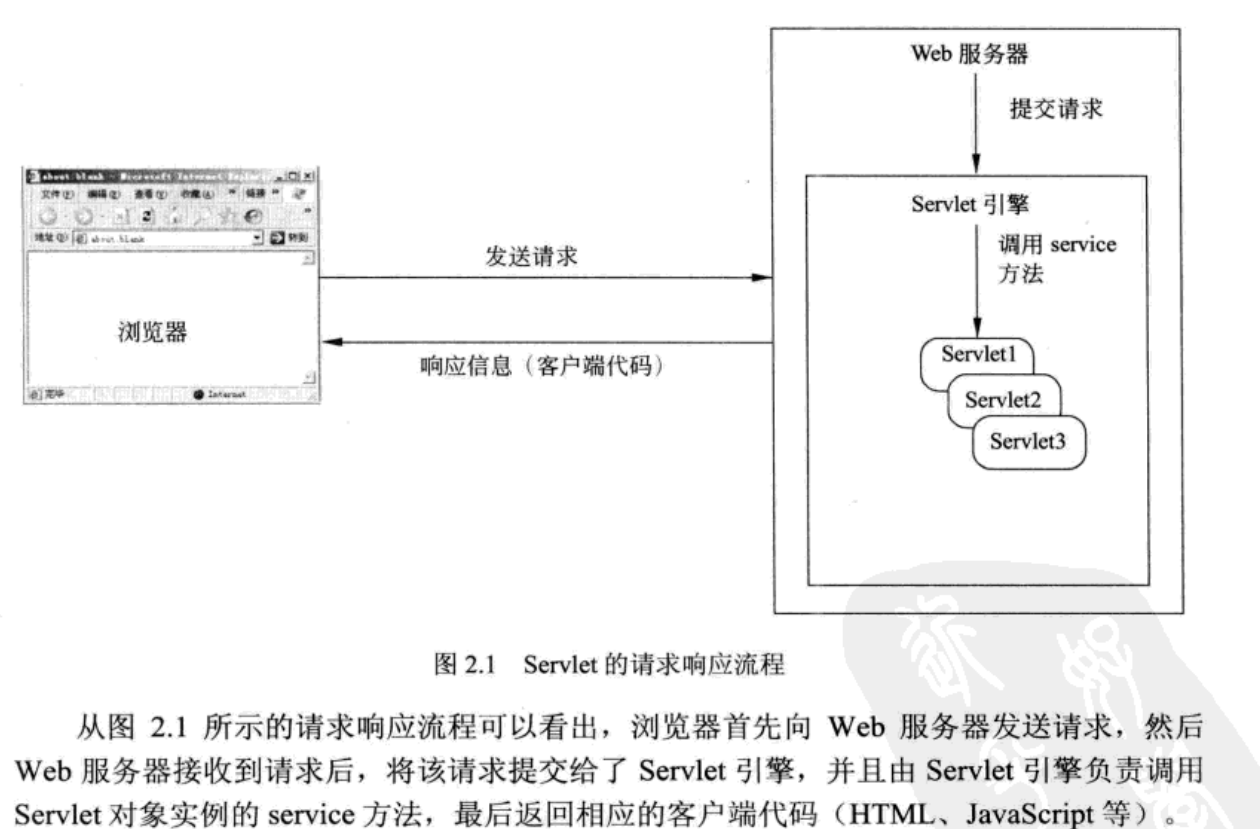 Web 服务器
提交请求
about:blank - Microsoft Internet Explorer
文件(F) 编辑(E) 查看(V) 收藏(A) » 链接 »
地址(D) about:blank 转到
Servlet 引擎
调用 service
方法
发送请求
浏览器
响应信息（客户端代码）
Servlet1
Servlet2
Servlet3
完毕 Internet
图 2.1 Servlet 的请求响应流程
从图 2.1 所示的请求响应流程可以看出，浏览器首先向 Web 服务器发送请求，然后
Web 服务器接收到请求后，将该请求提交给了 Servlet 引擎，并且由 Servlet 引擎负责调用
Servlet 对象实例的 service 方法，最后返回相应的客户端代码（HTML、JavaScript 等）。